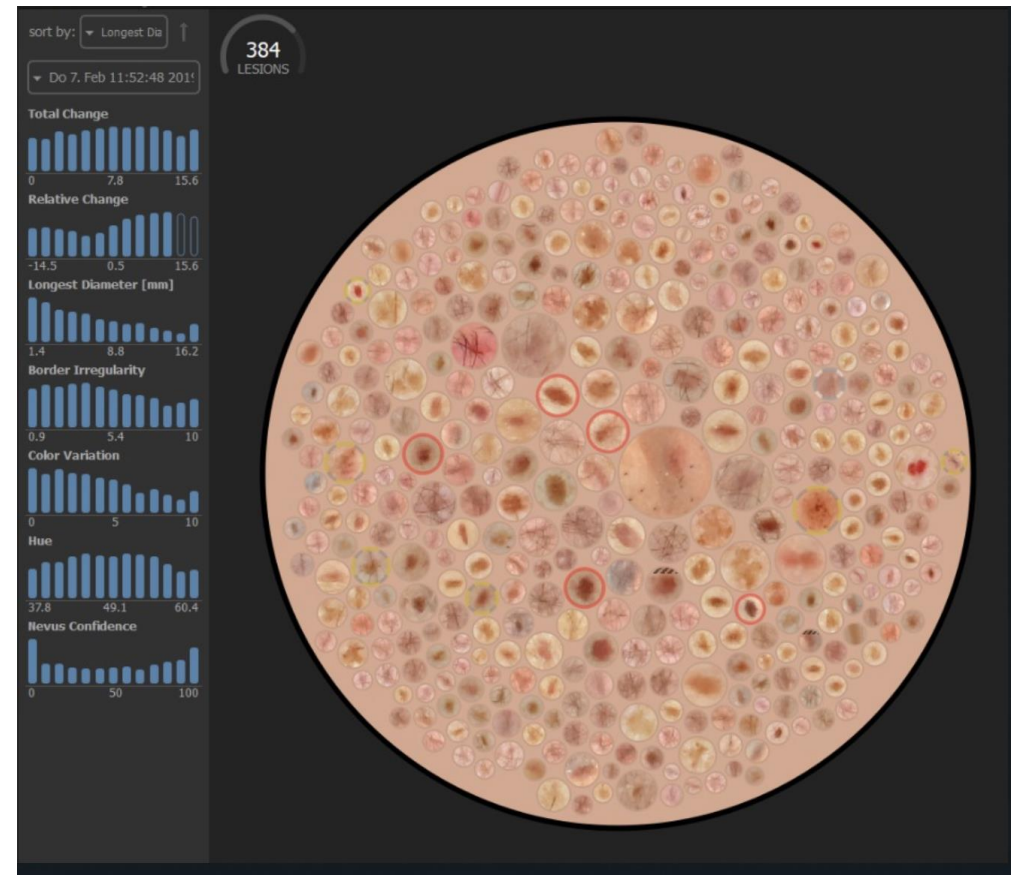 sort by: Longest Dia
Do 7. Feb 11:52:48 201
384
LESIONS
Total Change
0 7.8 15.6
Relative Change
-14.5 0.5 15.6
Longest Diameter [mm]
1.4 8.8 16.2
Border Irregularity
0.9 5.4 10
Color Variation
0 5 10
Hue
37.8 49.1 60.4
Nevus Confidence
0 50 100